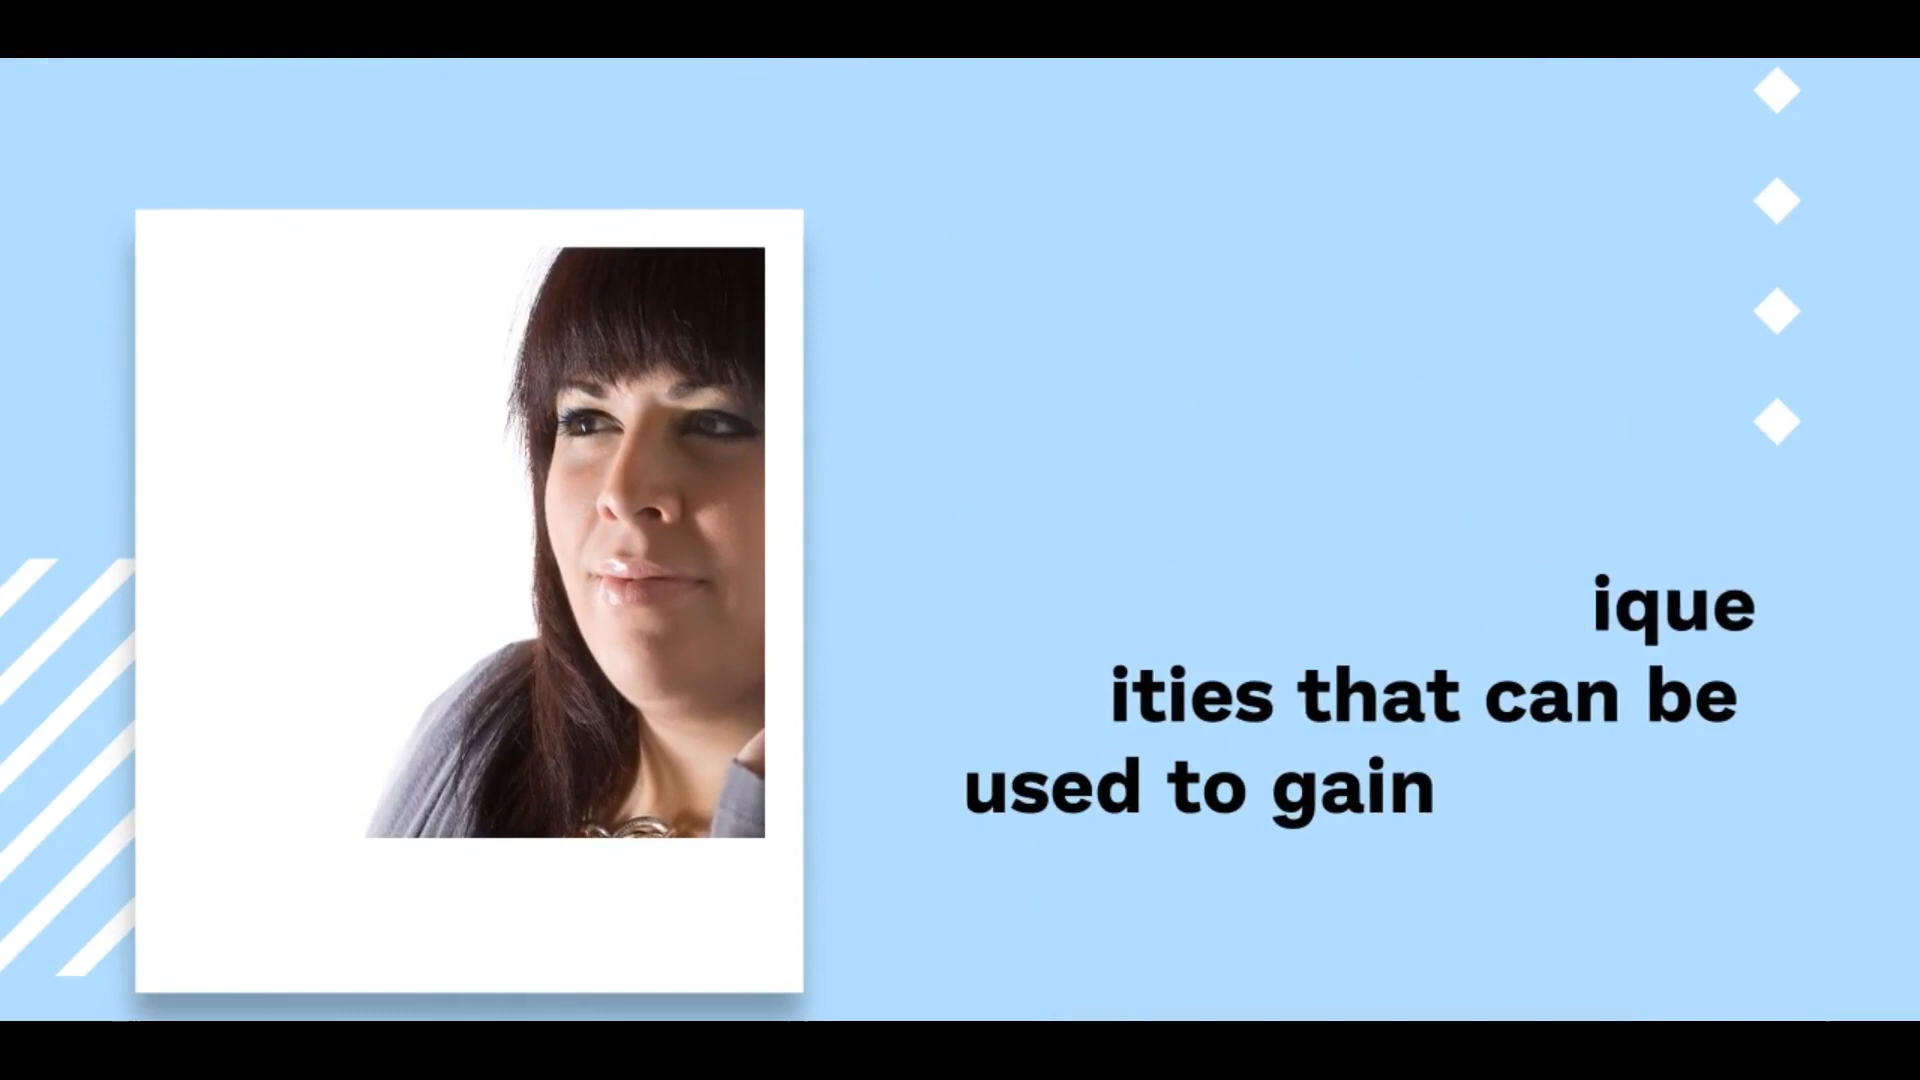 ique
ities that can be
used to gain